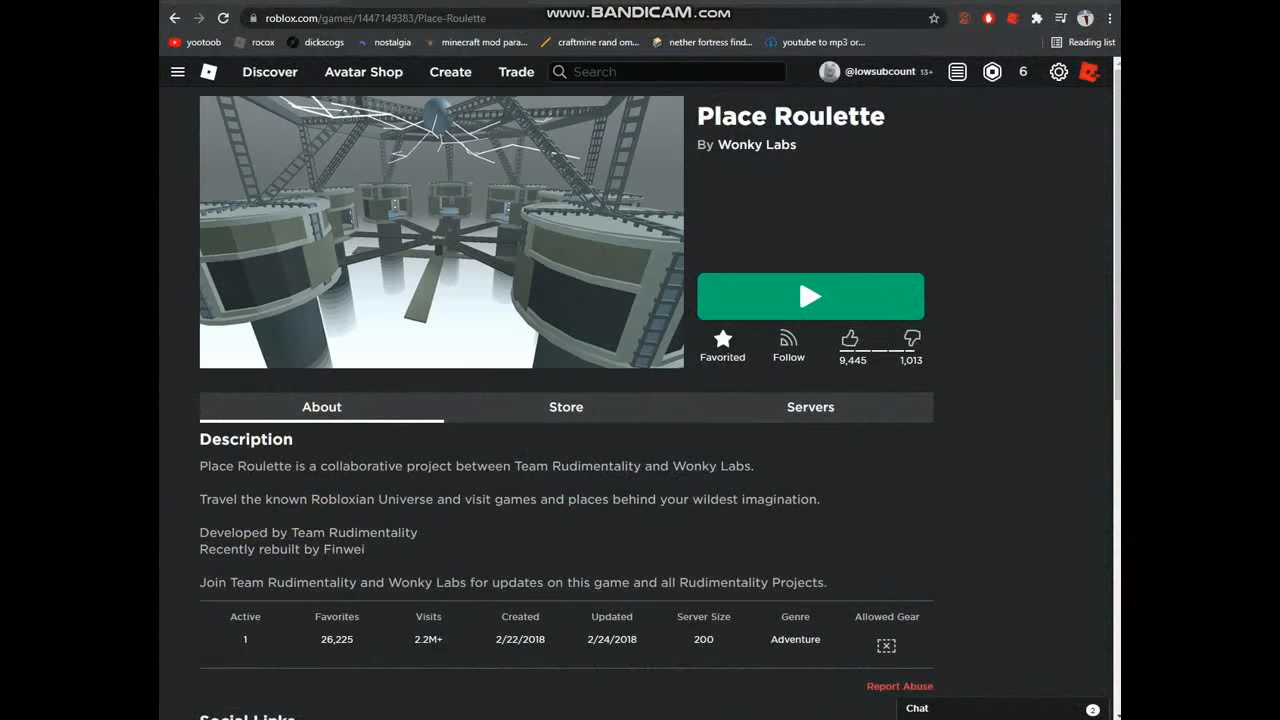 www.BANDICAM.com
roblox.com/games/1447149383/Place-Roulette
yootoob
rocox
dickscogs
nostalgia
minecraft mod para...
craftmine rand om...
nether fortress find...
youtube to mp3 or...
Reading list
Discover
Avatar Shop
Create
Trade
Search
@lowsubcount 13+
6
Place Roulette
By Wonky Labs
Favorited
Follow
9,445
1,013
About
Store
Servers
Description
Place Roulette is a collaborative project between Team Rudimentality and Wonky Labs.
Travel the known Robloxian Universe and visit games and places behind your wildest imagination.
Developed by Team Rudimentality
Recently rebuilt by Finwei
Join Team Rudimentality and Wonky Labs for updates on this game and all Rudimentality Projects.
Active Favorites Visits Created Updated Server Size Genre Allowed Gear
1 26,225 2.2M+ 2/22/2018 2/24/2018 200 Adventure
Report Abuse
Social Links
Chat 2